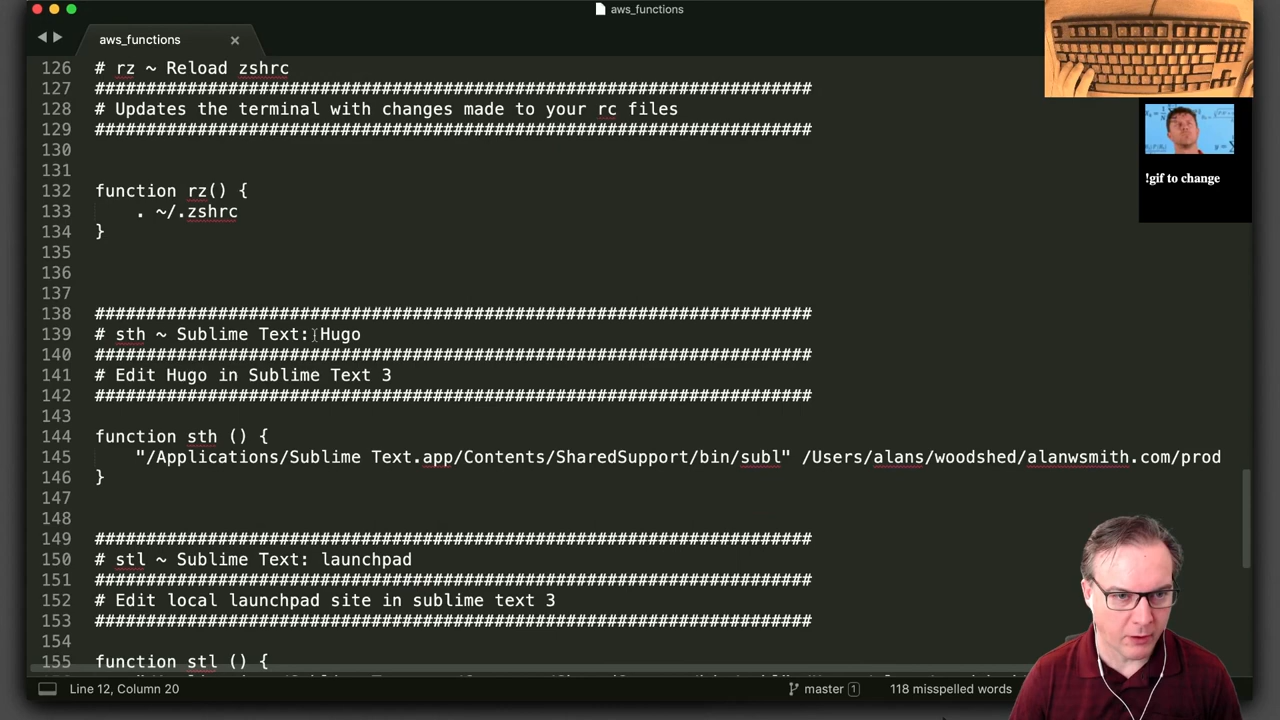 aws_functions
aws_functions
!gif to change
126 # rz ~ Reload zshrc
127 ######################################################################
128 # Updates the terminal with changes made to your rc files
129 ######################################################################
130
131
132 function rz() {
133 . ~/.zshrc
134 }
135
136
137
138 ######################################################################
139 # sth ~ Sublime Text: Hugo
140 ######################################################################
141 # Edit Hugo in Sublime Text 3
142 ######################################################################
143
144 function sth () {
145 "/Applications/Sublime Text.app/Contents/SharedSupport/bin/subl" /Users/alans/woodshed/alanwsmith.com/prod
146 }
147
148
149 ######################################################################
150 # stl ~ Sublime Text: launchpad
151 ######################################################################
152 # Edit local launchpad site in sublime text 3
153 ######################################################################
154
155 function stl () {
Line 12, Column 20
master 1
118 misspelled words